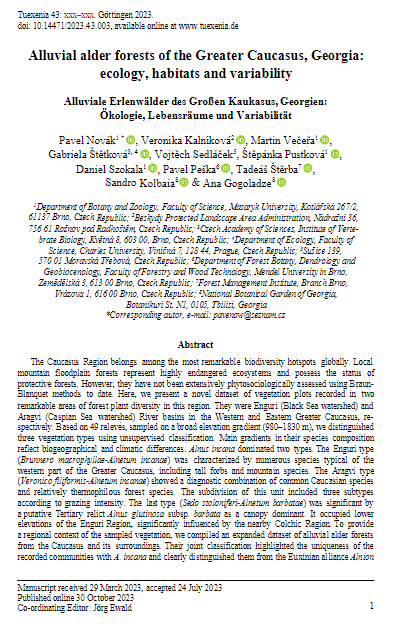 Tuexenia 43: xxx–xxx. Göttingen 2023.
doi: 10.14471/2023.43.003, available online at www.tuexenia.de
Alluvial alder forests of the Greater Caucasus, Georgia:
ecology, habitats and variability
Alluviale Erlenwälder des Großen Kaukasus, Georgien:
Ökologie, Lebensräume und Variabilität
Pavel Novák¹ *, Veronika Kalníková², Martin Večeřa¹,
Gabriela Štětková³, ⁴, Vojtěch Sedláček⁵, Štěpánka Pustková¹,
Daniel Szokala¹, Pavel Peška⁶, Tadeáš Štěrba⁷,
Sandro Kolbaia⁸ & Ana Gogoladze⁸
¹Department of Botany and Zoology, Faculty of Science, Masaryk University, Kotlářská 267/2,
61137 Brno, Czech Republic; ²Beskydy Protected Landscape Area Administration, Nádražní 36,
756 61 Rožnov pod Radhoštěm, Czech Republic; ³Czech Academy of Sciences, Institute of Verte-
brate Biology, Květná 8, 603 00, Brno, Czech Republic; ⁴Department of Ecology, Faculty of
Science, Charles University, Viničná 7, 128 44, Prague, Czech Republic; ⁵Sušice 139,
570 01 Moravská Třebová, Czech Republic; ⁶Department of Forest Botany, Dendrology and
Geobiocenology, Faculty of Forestry and Wood Technology, Mendel University in Brno,
Zemědělská 3, 613 00 Brno, Czech Republic; ⁷Forest Management Institute, Branch Brno,
Vrázova 1, 616 00 Brno, Czech Republic; ⁸National Botanical Garden of Georgia,
Botanikuri St. N1, 0105, Tbilisi, Georgia
*Corresponding author, e-mail: pavenow@seznam.cz
Abstract
The Caucasus Region belongs among the most remarkable biodiversity hotspots globally. Local
mountain floodplain forests represent highly endangered ecosystems and possess the status of
protective forests. However, they have not been extensively phytosociologically assessed using Braun-
Blanquet methods to date. Here, we present a novel dataset of vegetation plots recorded in two
remarkable areas of forest plant diversity in this region. They were Enguri (Black Sea watershed) and
Aragvi (Caspian Sea watershed) River basins in the Western and Eastern Greater Caucasus, re-
spectively. Based on 49 relevés, sampled on a broad elevation gradient (980–1830 m), we distinguished
three vegetation types using unsupervised classification. Main gradients in their species composition
reflect biogeographical and climatic differences. Alnus incana dominated two types. The Enguri type
(Brunnero macrophyllae-Alnetum incanae) was characterized by numerous species typical of the
western part of the Greater Caucasus, including tall forbs and mountain species. The Aragvi type
(Veronico filiformis-Alnetum incanae) showed a diagnostic combination of common Caucasian species
and relatively thermophilous forest species. The subdivision of this unit included three subtypes
according to grazing intensity. The last type (Sedo stoloniferi-Alnetum barbatae) was significant by
a putative Tertiary relict Alnus glutinosa subsp. barbata as a canopy dominant. It occupied lower
elevations of the Enguri Region, significantly influenced by the nearby Colchic Region. To provide
a regional context of the sampled vegetation, we compiled an expanded dataset of alluvial alder forests
from the Caucasus and its surroundings. Their joint classification highlighted the uniqueness of the
recorded communities with A. incana and clearly distinguished them from the Euxinian alliance Alnion
Manuscript received 29 March 2023, accepted 24 July 2023
Published online 30 October 2023
Co-ordinating Editor: Jörg Ewald
1